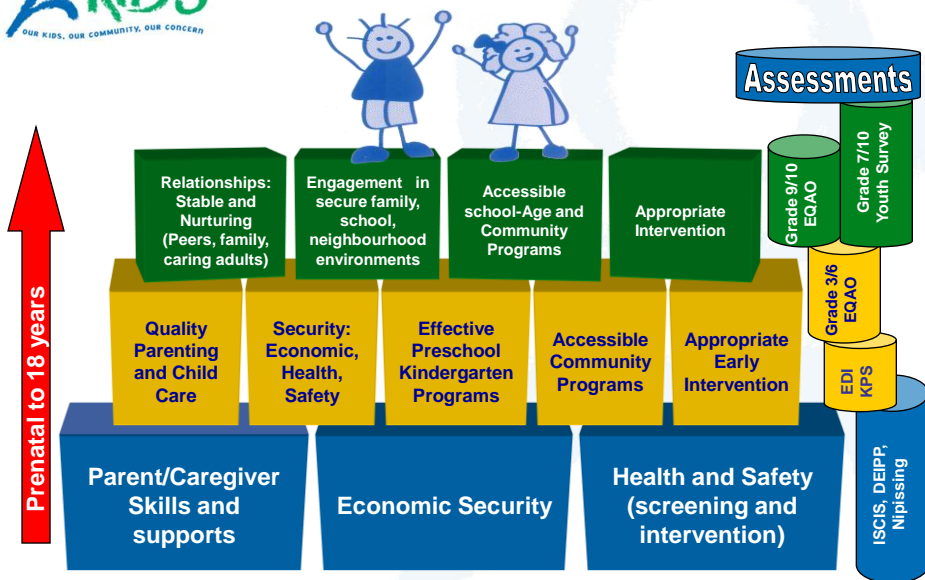 KIDS
OUR KIDS, OUR COMMUNITY, OUR CONCERN
Assessments
Prenatal to 18 years
Relationships:
Stable and
Nurturing
(Peers, family,
caring adults)
Engagement in
secure family,
school,
neighbourhood
environments
Accessible
school-Age and
Community
Programs
Appropriate
Intervention
Grade 9/10
EQAO
Grade 7/10
Youth Survey
Quality
Parenting
and Child
Care
Security:
Economic,
Health,
Safety
Effective
Preschool
Kindergarten
Programs
Accessible
Community
Programs
Appropriate
Early
Intervention
Grade 3/6
EQAO
EDI
KPS
Parent/Caregiver
Skills and
supports
Economic Security
Health and Safety
(screening and
intervention)
ISCIS, DEIPP,
Nipissing